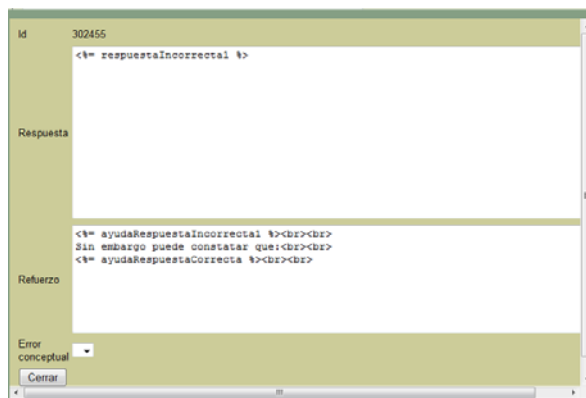 Id 302455
<%= respuestaIncorrecta1 %>
Respuesta
<%= ayudaRespuestaIncorrecta1 %><br><br>
Sin embargo puede constatar que:<br><br>
<%= ayudaRespuestaCorrecta %><br><br>
Refuerzo
Error
conceptual
Cerrar